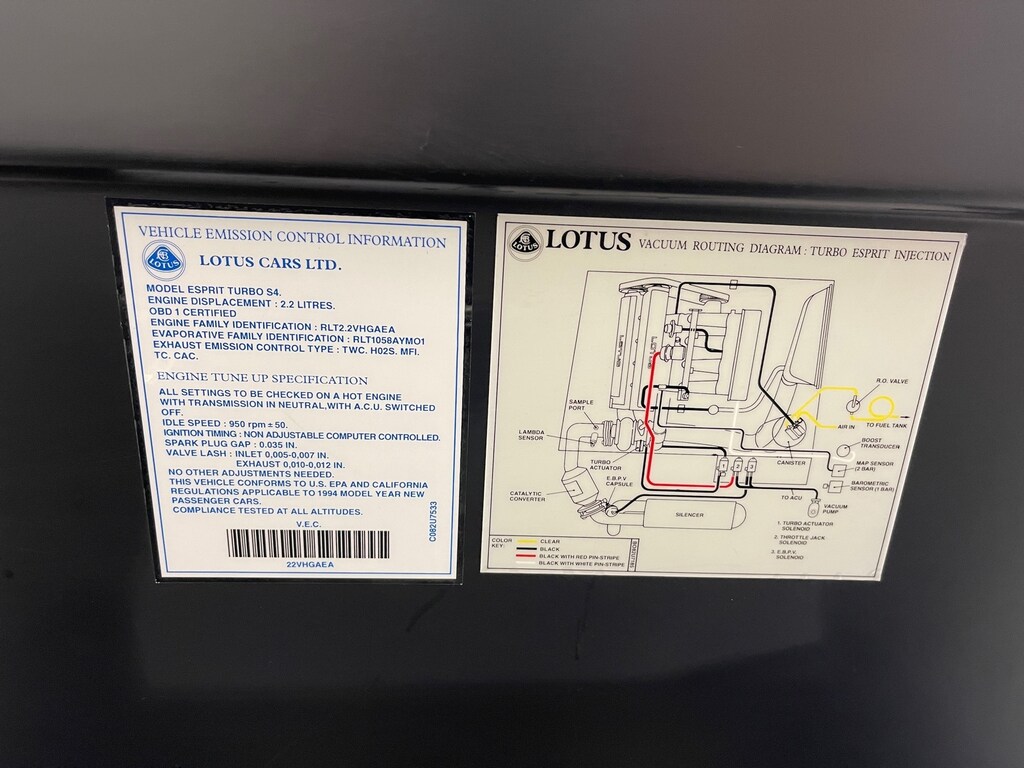 VEHICLE EMISSION CONTROL INFORMATION
LOTUS
LOTUS CARS LTD.
MODEL ESPRIT TURBO S4.
ENGINE DISPLACEMENT : 2.2 LITRES.
OBD 1 CERTIFIED
ENGINE FAMILY IDENTIFICATION : RLT2.2VHGAEA
EVAPORATIVE FAMILY IDENTIFICATION : RLT1058AYMO1
EXHAUST EMISSION CONTROL TYPE : TWC. H02S. MFI.
TC. CAC.
ENGINE TUNE UP SPECIFICATION
ALL SETTINGS TO BE CHECKED ON A HOT ENGINE
WITH TRANSMISSION IN NEUTRAL,WITH A.C.U. SWITCHED
OFF.
IDLE SPEED : 950 rpm ± 50.
IGNITION TIMING : NON ADJUSTABLE COMPUTER CONTROLLED.
SPARK PLUG GAP : 0.035 IN.
VALVE LASH : INLET 0,005-0,007 IN.
EXHAUST 0,010-0,012 IN.
NO OTHER ADJUSTMENTS NEEDED.
THIS VEHICLE CONFORMS TO U.S. EPA AND CALIFORNIA
REGULATIONS APPLICABLE TO 1994 MODEL YEAR NEW
PASSENGER CARS.
COMPLIANCE TESTED AT ALL ALTITUDES.
V.E.C.
22VHGAEA
C082U7533
LOTUS
LOTUS VACUUM ROUTING DIAGRAM : TURBO ESPRIT INJECTION
LOTUS
SAMPLE
PORT
LAMBDA
SENSOR
TURBO
ACTUATOR
E.B.P.V
CAPSULE
CATALYTIC
CONVERTER
SILENCER
1
2
3
R.O. VALVE
AIR IN
TO FUEL TANK
BOOST
TRANSDUCER
CANISTER
MAP SENSOR
(2 BAR)
BAROMETRIC
SENSOR (1 BAR)
TO ACU
VACUUM
PUMP
1. TURBO ACTUATOR
SOLENOID
2. THROTTLE JACK
SOLENOID
3. E.B.P.V.
SOLENOID
COLOR
KEY:
CLEAR
BLACK
BLACK WITH RED PIN-STRIPE
BLACK WITH WHITE PIN-STRIPE